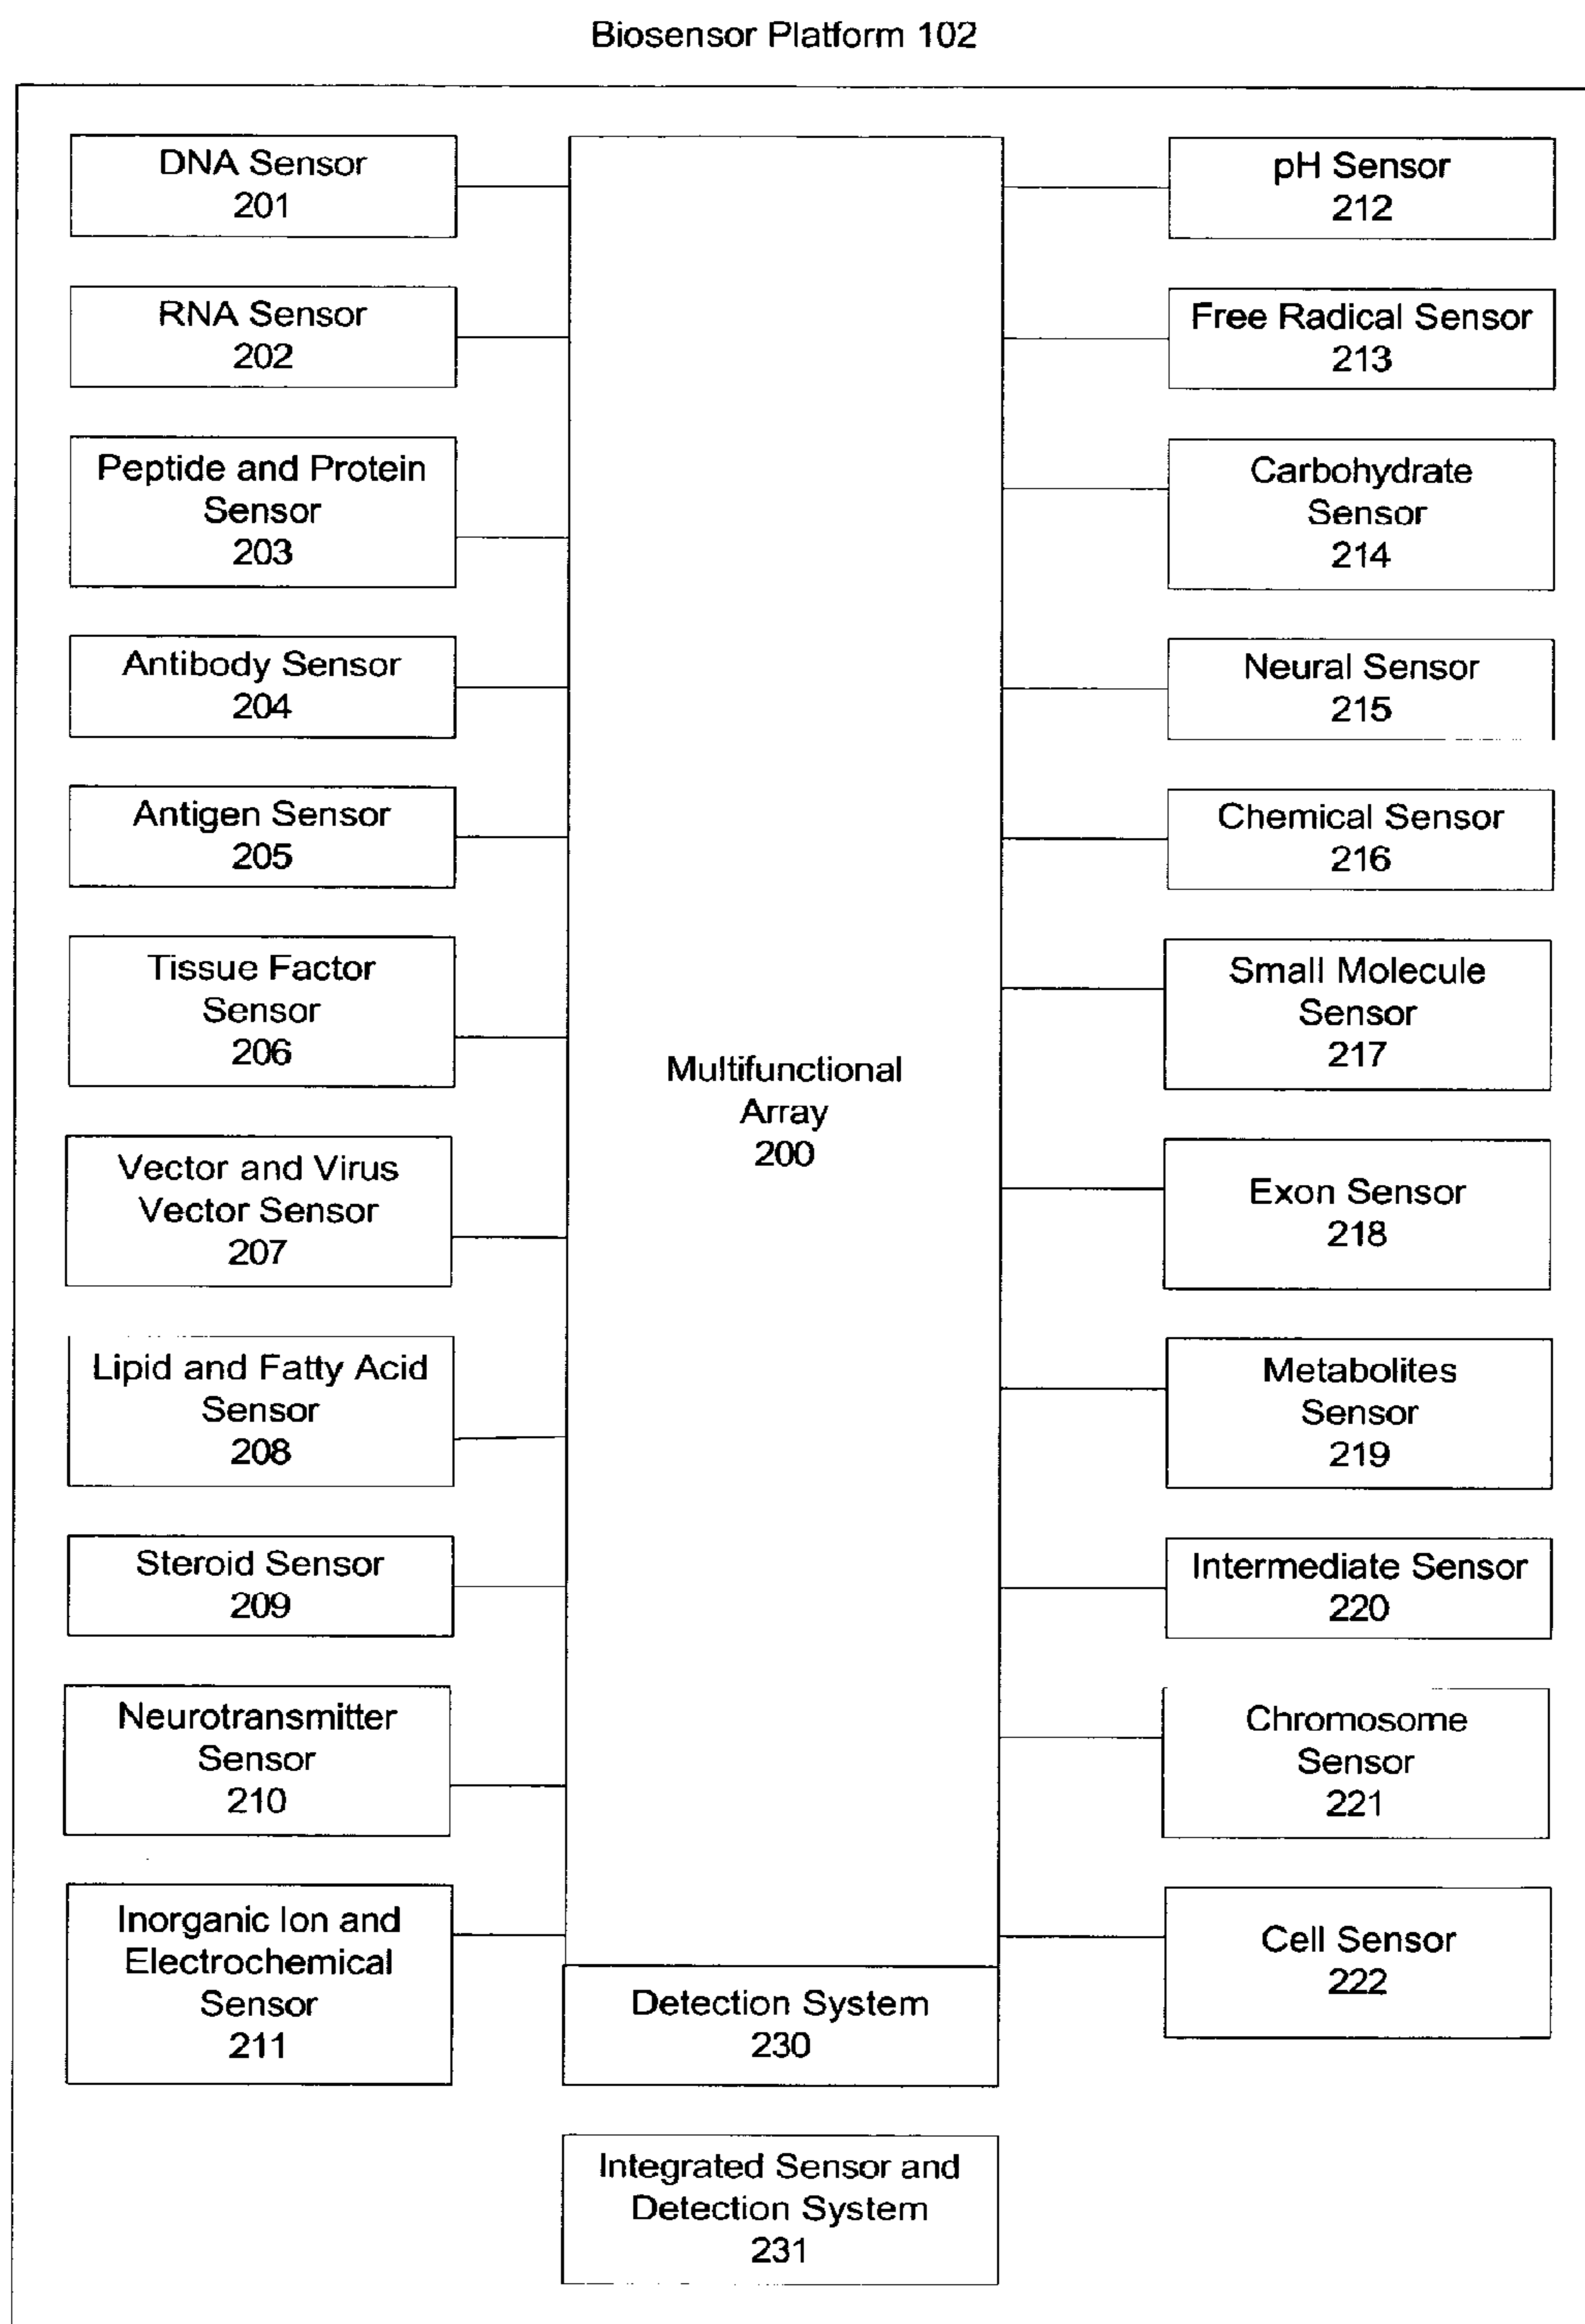 Biosensor Platform 102
DNA Sensor
201
RNA Sensor
202
Peptide and Protein
Sensor
203
Antibody Sensor
204
Antigen Sensor
205
Tissue Factor
Sensor
206
Vector and Virus
Vector Sensor
207
Lipid and Fatty Acid
Sensor
208
Steroid Sensor
209
Neurotransmitter
Sensor
210
Inorganic Ion and
Electrochemical
Sensor
211
Multifunctional
Array
200
Detection System
230
Integrated Sensor and
Detection System
231
pH Sensor
212
Free Radical Sensor
213
Carbohydrate
Sensor
214
Neural Sensor
215
Chemical Sensor
216
Small Molecule
Sensor
217
Exon Sensor
218
Metabolites
Sensor
219
Intermediate Sensor
220
Chromosome
Sensor
221
Cell Sensor
222